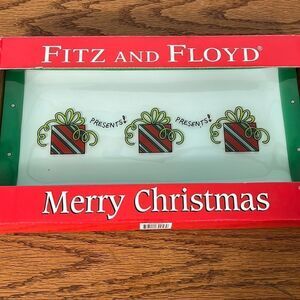 FITZ AND FLOYD®
PRESENTS! PRESENTS!
Merry Christmas